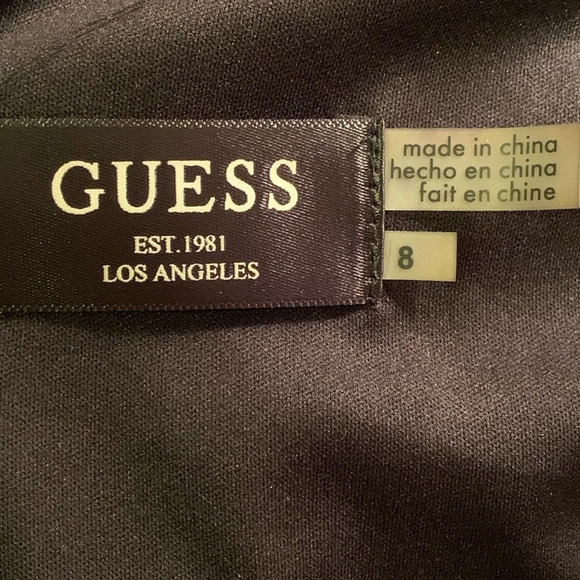 GUESS
EST.1981
LOS ANGELES
made in china
hecho en china
fait en chine
8